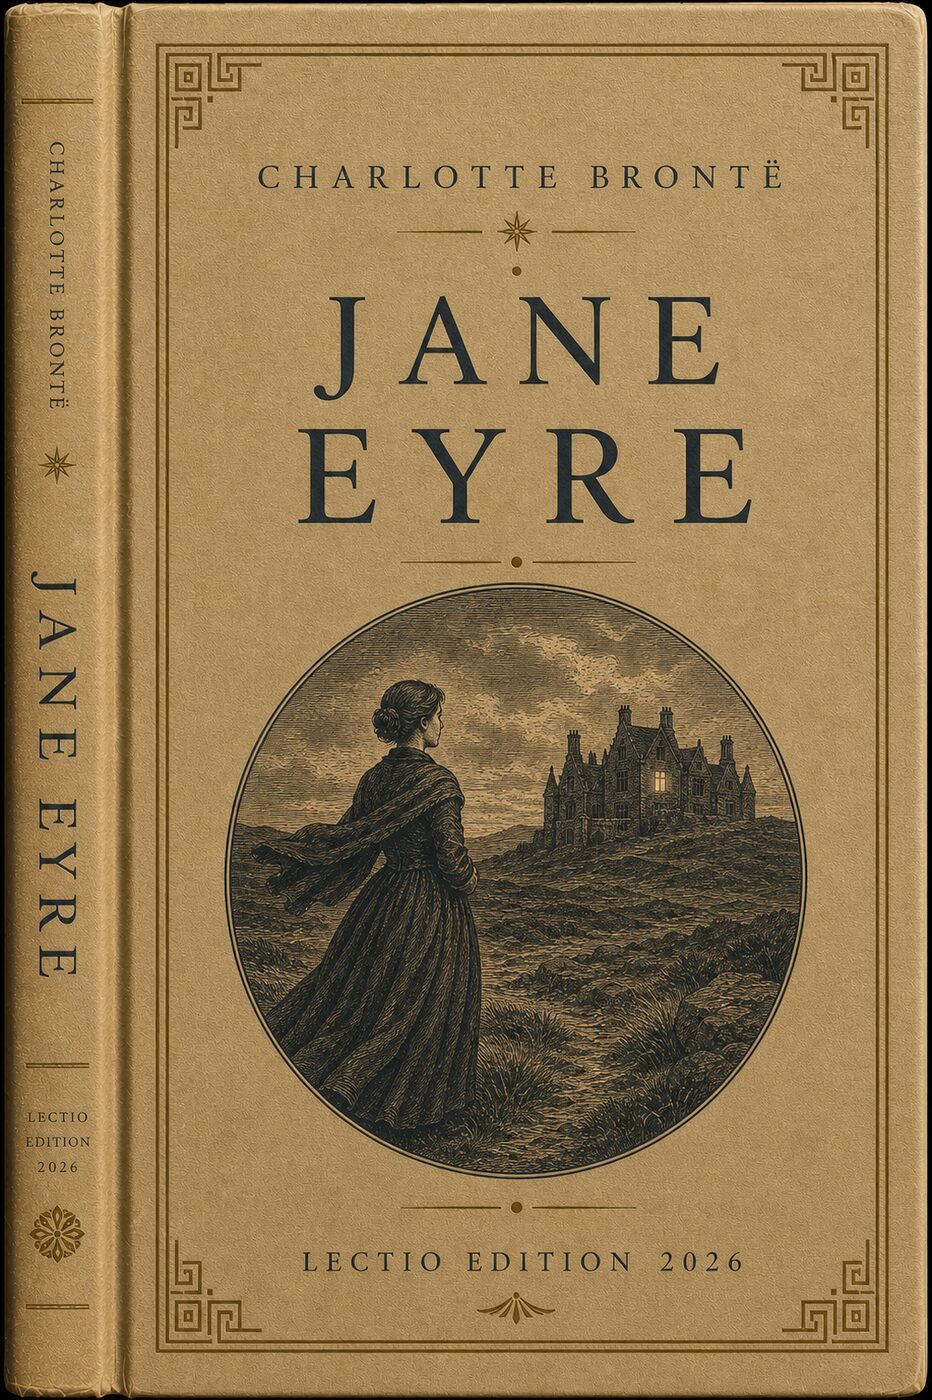 CHARLOTTE BRONTË
JANE EYRE
LECTIO
EDITION
2026
CHARLOTTE BRONTË
JANE
EYRE
LECTIO EDITION 2026